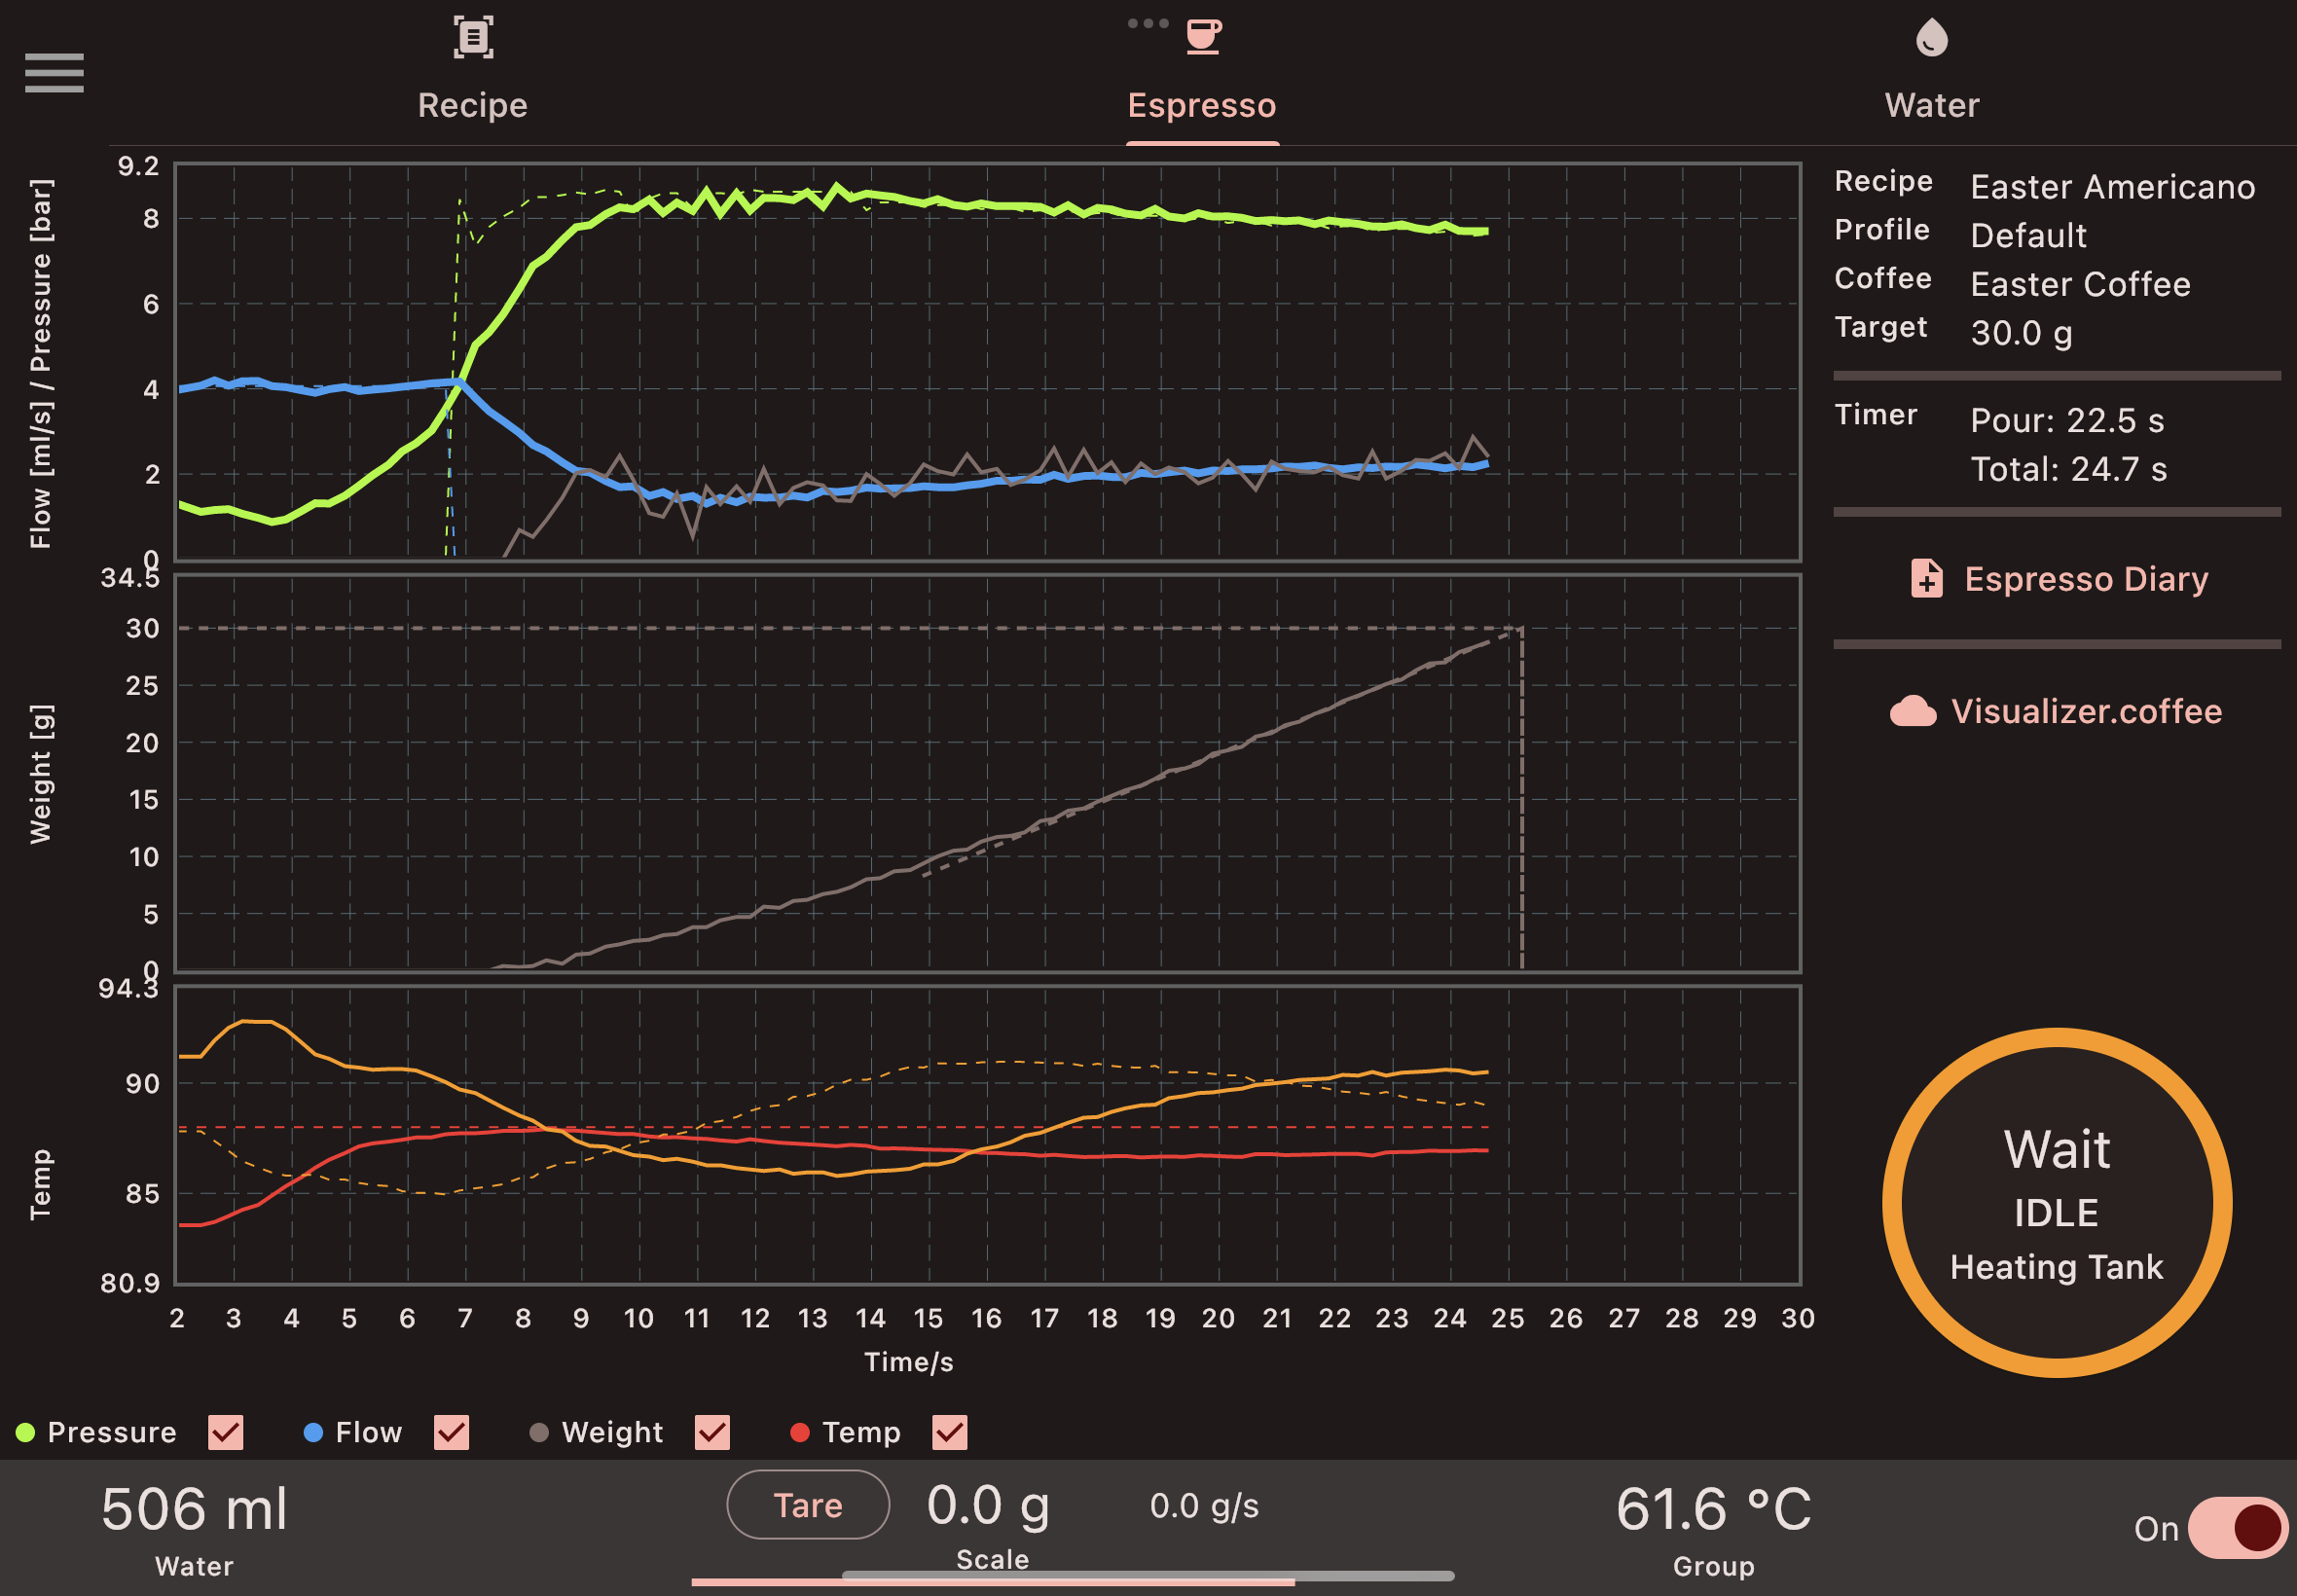 Recipe
Espresso
Water
Flow [ml/s] / Pressure [bar]
9.2
8
6
4
2
0
Recipe Easter Americano
Profile Default
Coffee Easter Coffee
Target 30.0 g
Timer Pour: 22.5 s
Total: 24.7 s
Espresso Diary
Visualizer.coffee
Weight [g]
34.5
30
25
20
15
10
5
0
Temp
94.3
90
85
80.9
2 3 4 5 6 7 8 9 10 11 12 13 14 15 16 17 18 19 20 21 22 23 24 25 26 27 28 29 30
Time/s
Wait
IDLE
Heating Tank
Pressure Flow Weight Temp
506 ml
Water
Tare 0.0 g 0.0 g/s
Scale
61.6 °C
Group
On